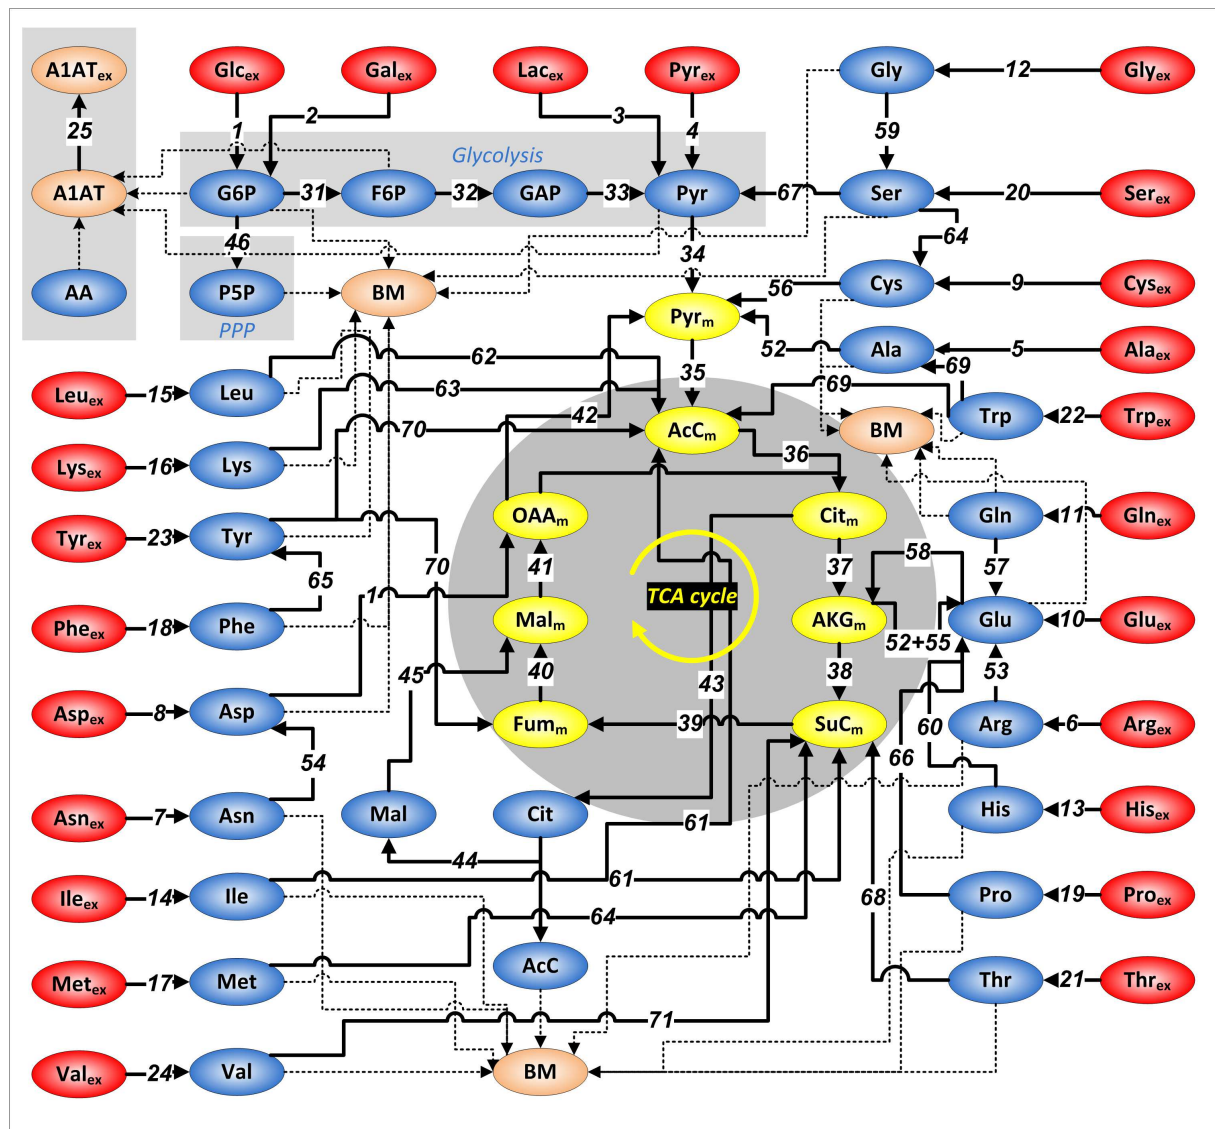 A1ATex Glcex Galex Lacex Pyrex Gly 12 Glyex
25 1 2 3 4 59
Glycolysis
A1AT G6P 31 F6P 32 GAP 33 Pyr 67 Ser 20 Serex
46 34 64
AA P5P BM 56 Cys 9 Cysex
PPP Pyrm
52 Ala 5 Alaex
62 35 69
Leuex 15 Leu 63 42 69
70 AcCm BM Trp 22 Trpex
Lysex 16 Lys 36
OAAm Citm Gln 11 Glnex
Tyrex 23 Tyr
70 41 37 58 57
65 1 TCA cycle
Pheex 18 Phe Malm AKGm 52+55 Glu 10 Gluex
45 40 43 38 53
Aspex 8 Asp Fumm 39 SuCm 60 Arg 6 Argex
54 66
Asnex 7 Asn Mal Cit 61 His 13 Hisex
44
Ileex 14 Ile 61 68 Pro 19 Proex
64
Metex 17 Met AcC Thr 21 Threx
71
Valex 24 Val BM